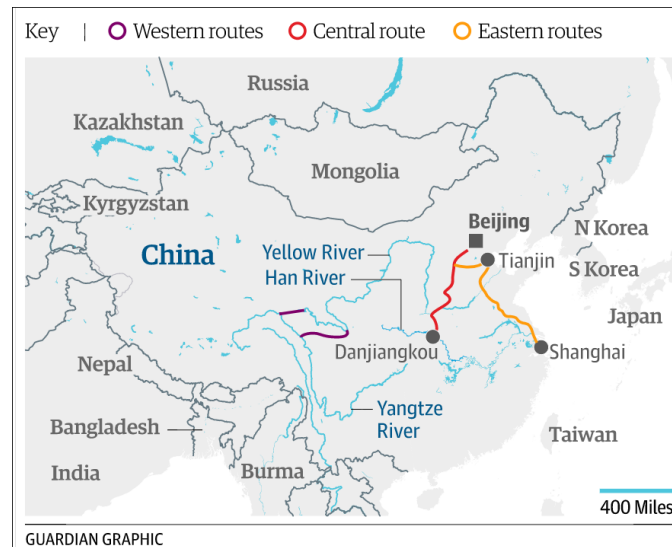 Key | Western routes Central route Eastern routes
Russia
Kazakhstan
Mongolia
Kyrgyzstan
Beijing
N Korea
China
Yellow River
Tianjin
Han River
S Korea
Japan
Danjiangkou
Shanghai
Nepal
Yangtze
River
Bangladesh
Taiwan
India
Burma
400 Miles
GUARDIAN GRAPHIC